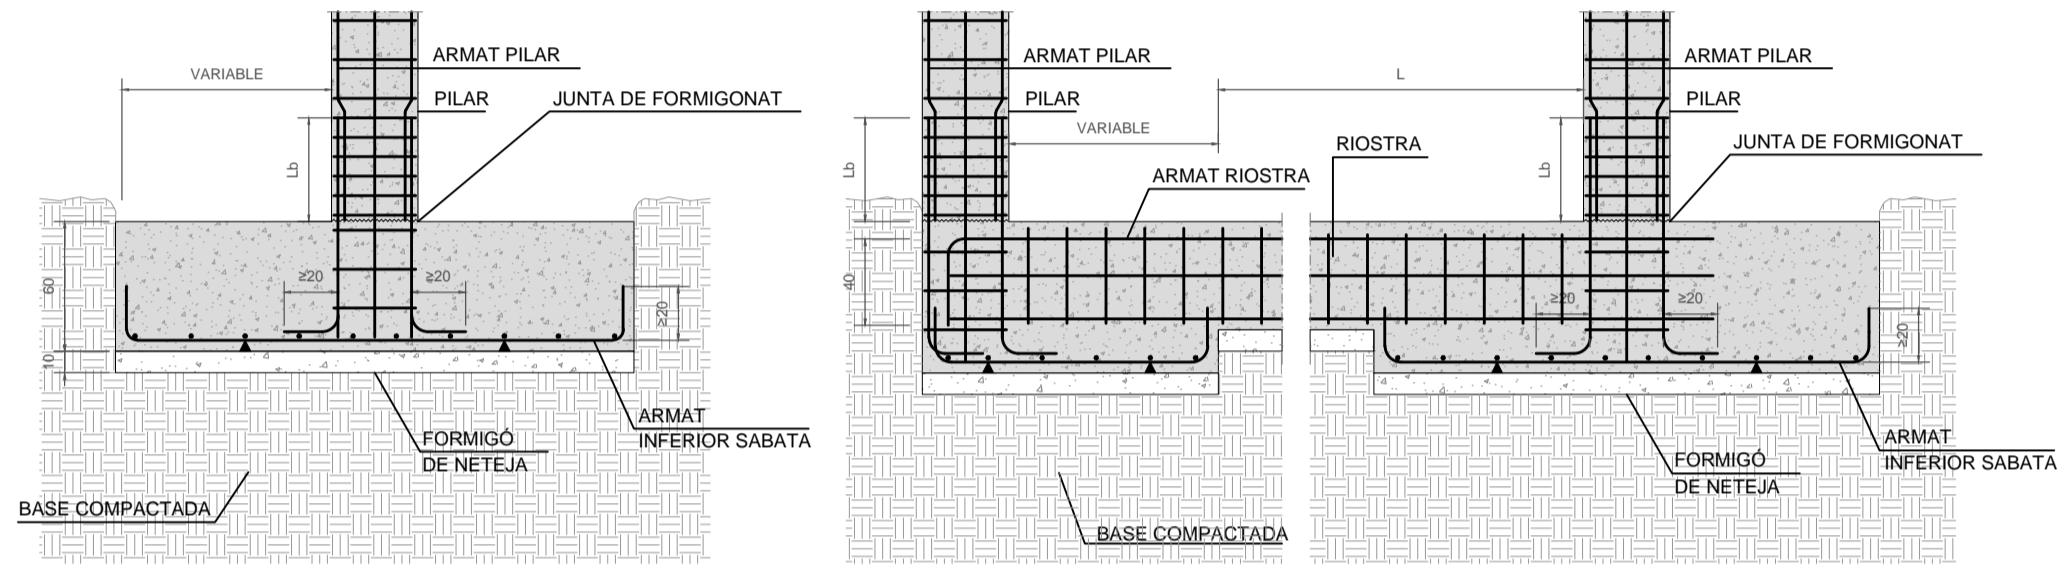 ARMAT PILAR
VARIABLE
PILAR
JUNTA DE FORMIGONAT
Lb
60
≥20
≥20
≥20
10
ARMAT
INFERIOR SABATA
FORMIGÓ
DE NETEJA
BASE COMPACTADA
ARMAT PILAR
PILAR
VARIABLE
L
Lb
ARMAT RIOSTRA
RIOSTRA
40
BASE COMPACTADA
ARMAT PILAR
PILAR
JUNTA DE FORMIGONAT
Lb
≥20
≥20
≥20
ARMAT
INFERIOR SABATA
FORMIGÓ
DE NETEJA